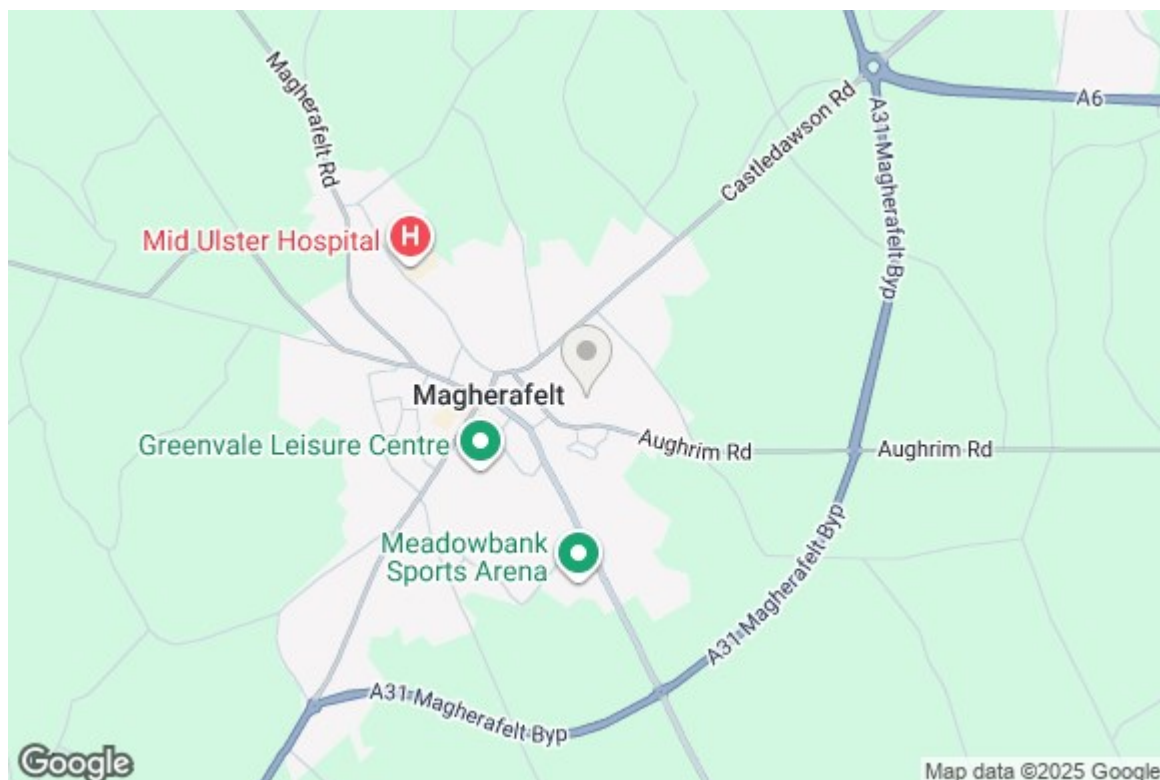 A6
Magherafelt Rd
Castledawson Rd
A31 Magherafelt Byp
Mid Ulster Hospital
H
Magherafelt
Greenvale Leisure Centre
Aughrim Rd
Aughrim Rd
Meadowbank
Sports Arena
A31 Magherafelt Byp
A31 Magherafelt Byp
Google
Map data ©2025 Google